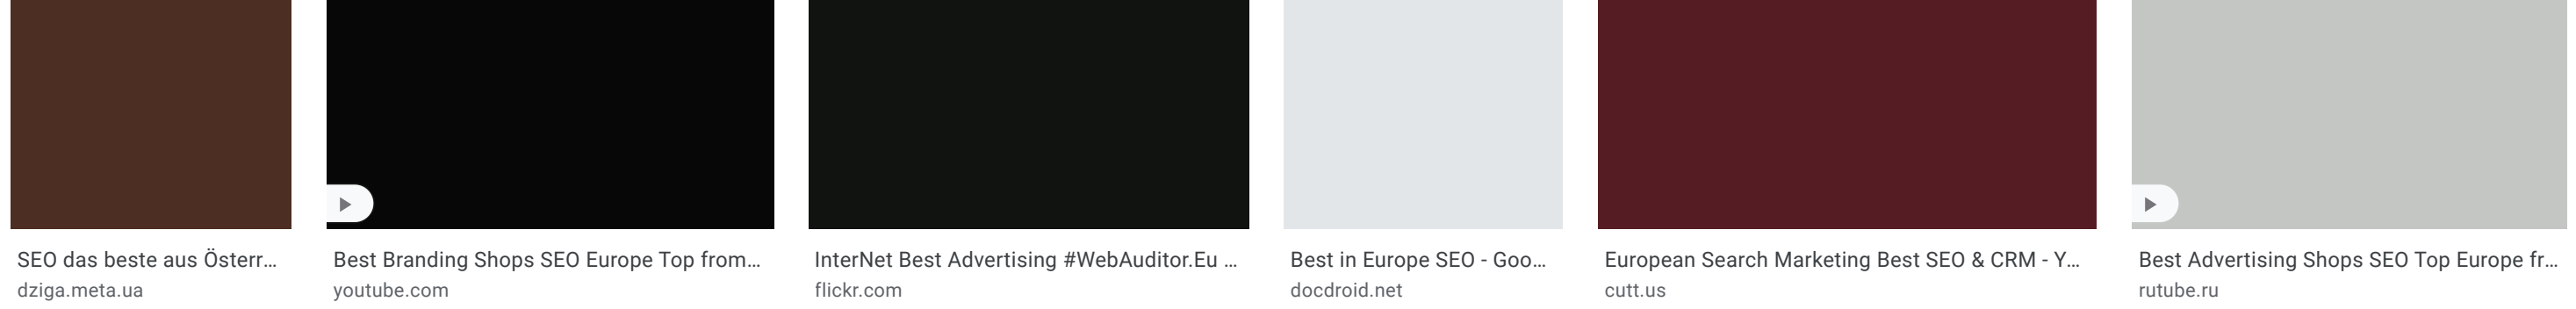 SEO das beste aus Österr...
dziga.meta.ua
Best Branding Shops SEO Europe Top from...
youtube.com
InterNet Best Advertising #WebAuditor.Eu ...
flickr.com
Best in Europe SEO - Goo...
docdroid.net
European Search Marketing Best SEO & CRM - Y...
cutt.us
Best Advertising Shops SEO Top Europe fr...
rutube.ru